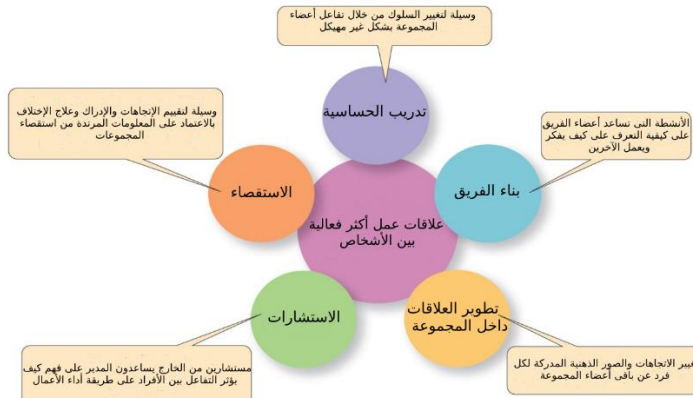 وسيلة لتغيير السلوك من خلال تفاعل أعضاء
المجموعة بشكل غير مهيكل
تدريب الحساسية
الأنشطة التى تساعد أعضاء الفريق
على كيفية التعرف على كيف يفكر
ويعمل الآخرين
بناء الفريق
وسيلة لتقييم الإتجاهات والإدراك وعلاج الإختلاف
بالاعتماد على المعلومات المرتدة من استقصاء
المجموعات
الاستقصاء
علاقات عمل أكثر فعالية
بين الأشخاص
تطوير العلاقات
داخل المجموعة
تغيير الاتجاهات والصور الذهنية المدركة لكل
فرد عن باقى أعضاء المجموعة
الاستشارات
مستشارين من الخارج يساعدون المدير على فهم كيف
يؤثر التفاعل بين الأفراد على طريقة أداء الأعمال